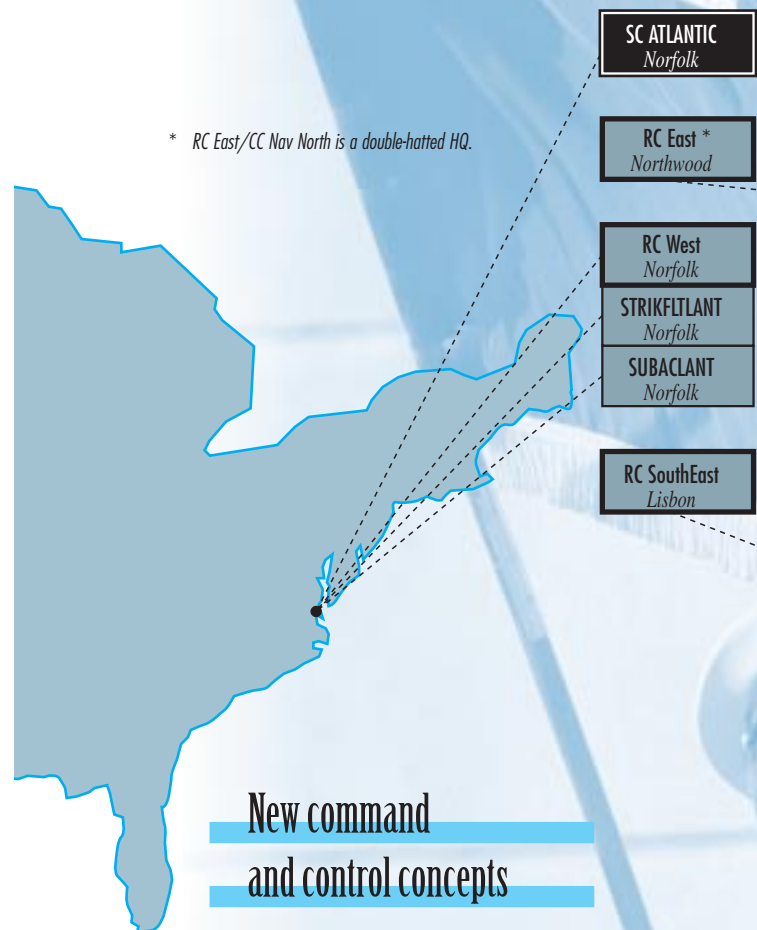 SC ATLANTIC
Norfolk
* RC East/CC Nav North is a double-hatted HQ.
RC East *
Northwood
RC West
Norfolk
STRIKFLTLANT
Norfolk
SUBACLANT
Norfolk
RC SouthEast
Lisbon
New command
and control concepts